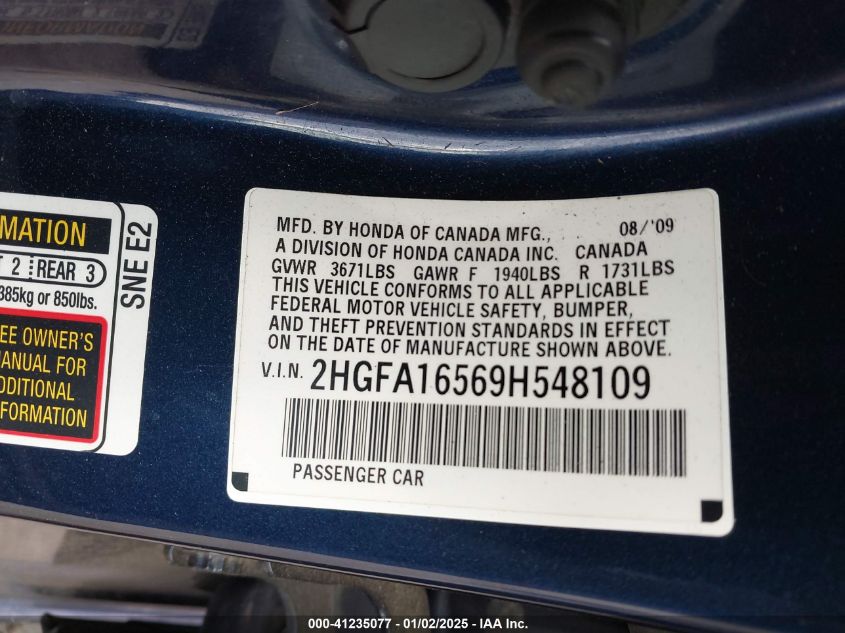 MATION
T 2 REAR 3
385kg or 850lbs.
EE OWNER'S
MANUAL FOR
DDITIONAL
FORMATION
SNE E2
MFD. BY HONDA OF CANADA MFG., 08/'09
A DIVISION OF HONDA CANADA INC. CANADA
GVWR 3671LBS GAWR F 1940LBS R 1731LBS
THIS VEHICLE CONFORMS TO ALL APPLICABLE
FEDERAL MOTOR VEHICLE SAFETY, BUMPER,
AND THEFT PREVENTION STANDARDS IN EFFECT
ON THE DATE OF MANUFACTURE SHOWN ABOVE.
V.I.N. 2HGFA16569H548109
PASSENGER CAR
000-41235077 - 01/02/2025 - IAA Inc.